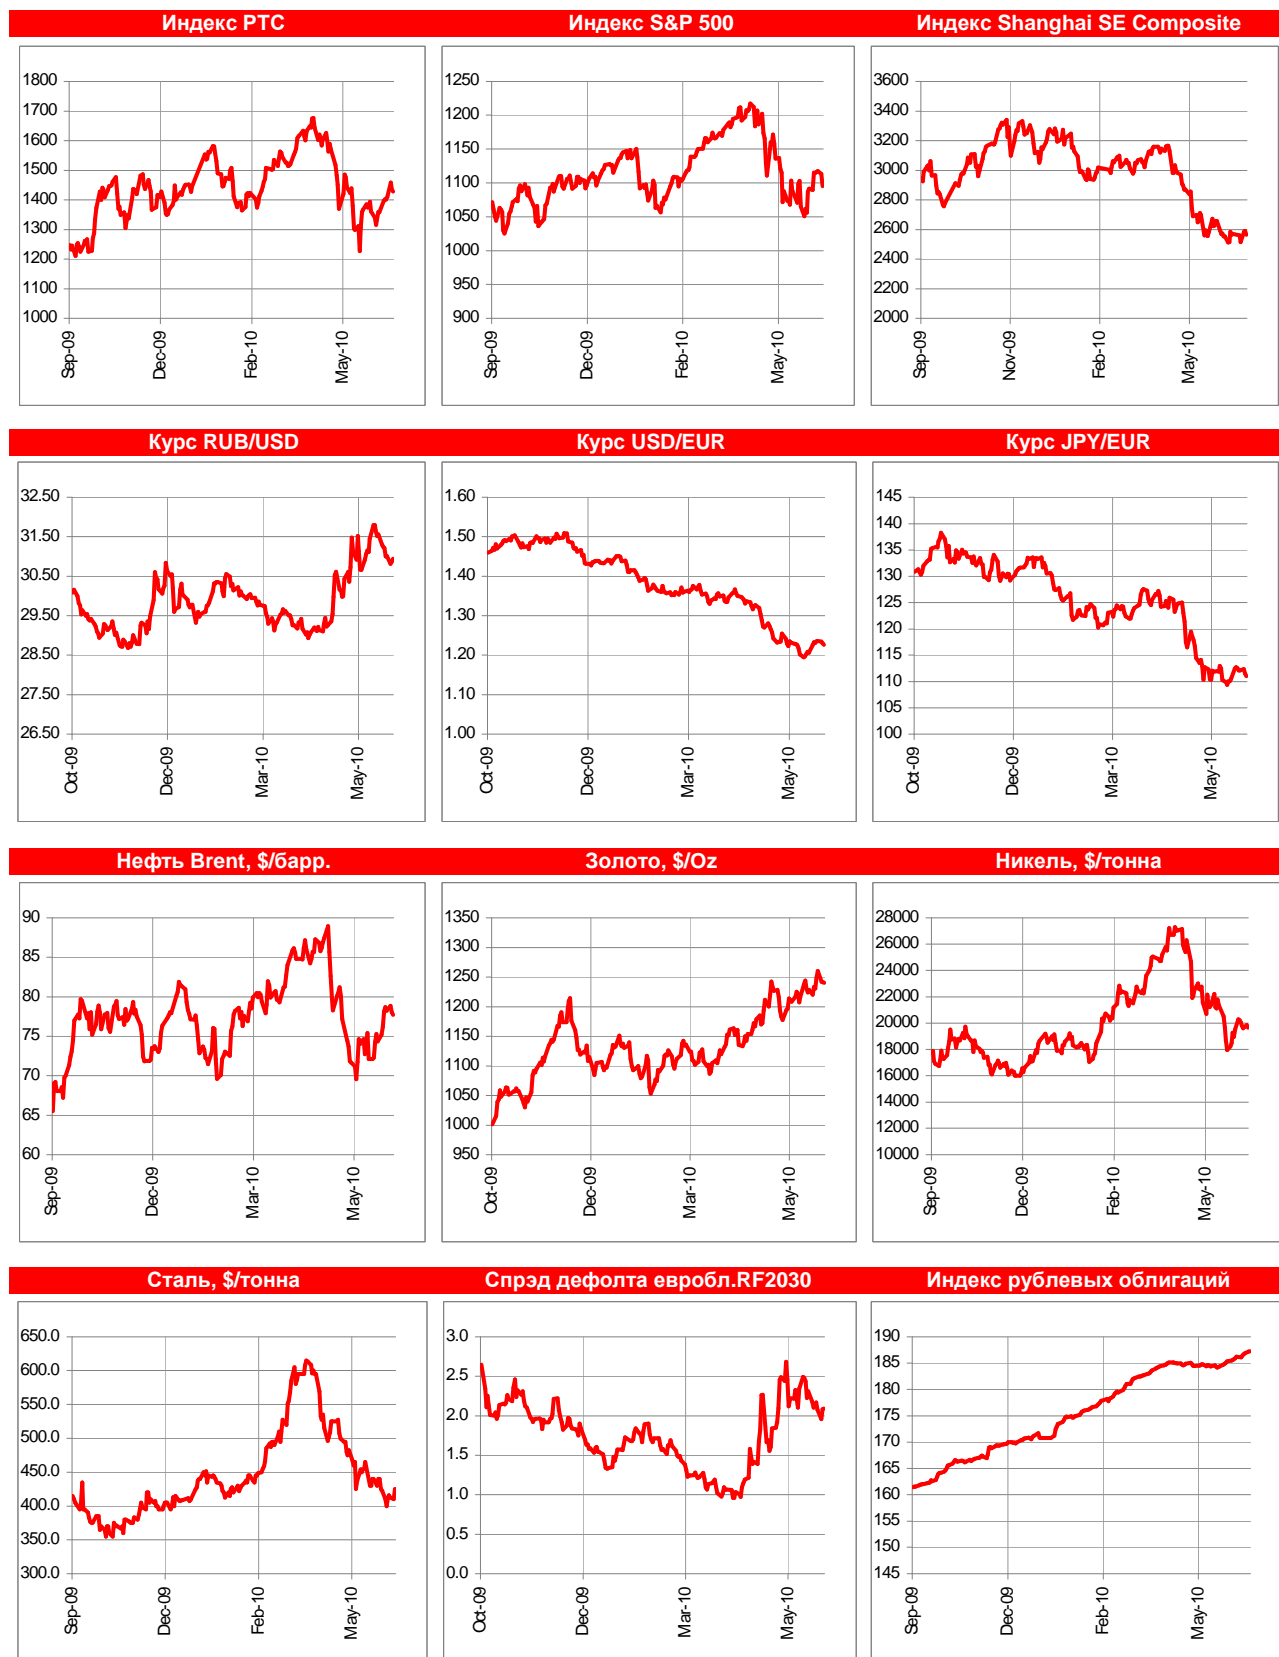 Индекс РТС
Индекс S&P 500
Индекс Shanghai SE Composite
1800
1700
1600
1500
1400
1300
1200
1100
1000
Sep-09
Dec-09
Feb-10
May-10
1250
1200
1150
1100
1050
1000
950
900
Sep-09
Dec-09
Feb-10
May-10
3600
3400
3200
3000
2800
2600
2400
2200
2000
Sep-09
Nov-09
Feb-10
May-10
Курс RUB/USD
Курс USD/EUR
Курс JPY/EUR
32.50
31.50
30.50
29.50
28.50
27.50
26.50
Oct-09
Dec-09
Mar-10
May-10
1.60
1.50
1.40
1.30
1.20
1.10
1.00
Oct-09
Dec-09
Mar-10
May-10
145
140
135
130
125
120
115
110
105
100
Oct-09
Dec-09
Mar-10
May-10
Нефть Brent, $/барр.
Золото, $/Oz
Никель, $/тонна
90
85
80
75
70
65
60
Sep-09
Dec-09
Mar-10
May-10
1350
1300
1250
1200
1150
1100
1050
1000
950
Oct-09
Dec-09
Mar-10
May-10
28000
26000
24000
22000
20000
18000
16000
14000
12000
10000
Sep-09
Dec-09
Feb-10
May-10
Сталь, $/тонна
Спрэд дефолта евробл.RF2030
Индекс рублевых облигаций
650.0
600.0
550.0
500.0
450.0
400.0
350.0
300.0
Sep-09
Dec-09
Feb-10
May-10
3.0
2.5
2.0
1.5
1.0
0.5
0.0
Oct-09
Dec-09
Mar-10
May-10
190
185
180
175
170
165
160
155
150
145
Sep-09
Dec-09
Feb-10
May-10